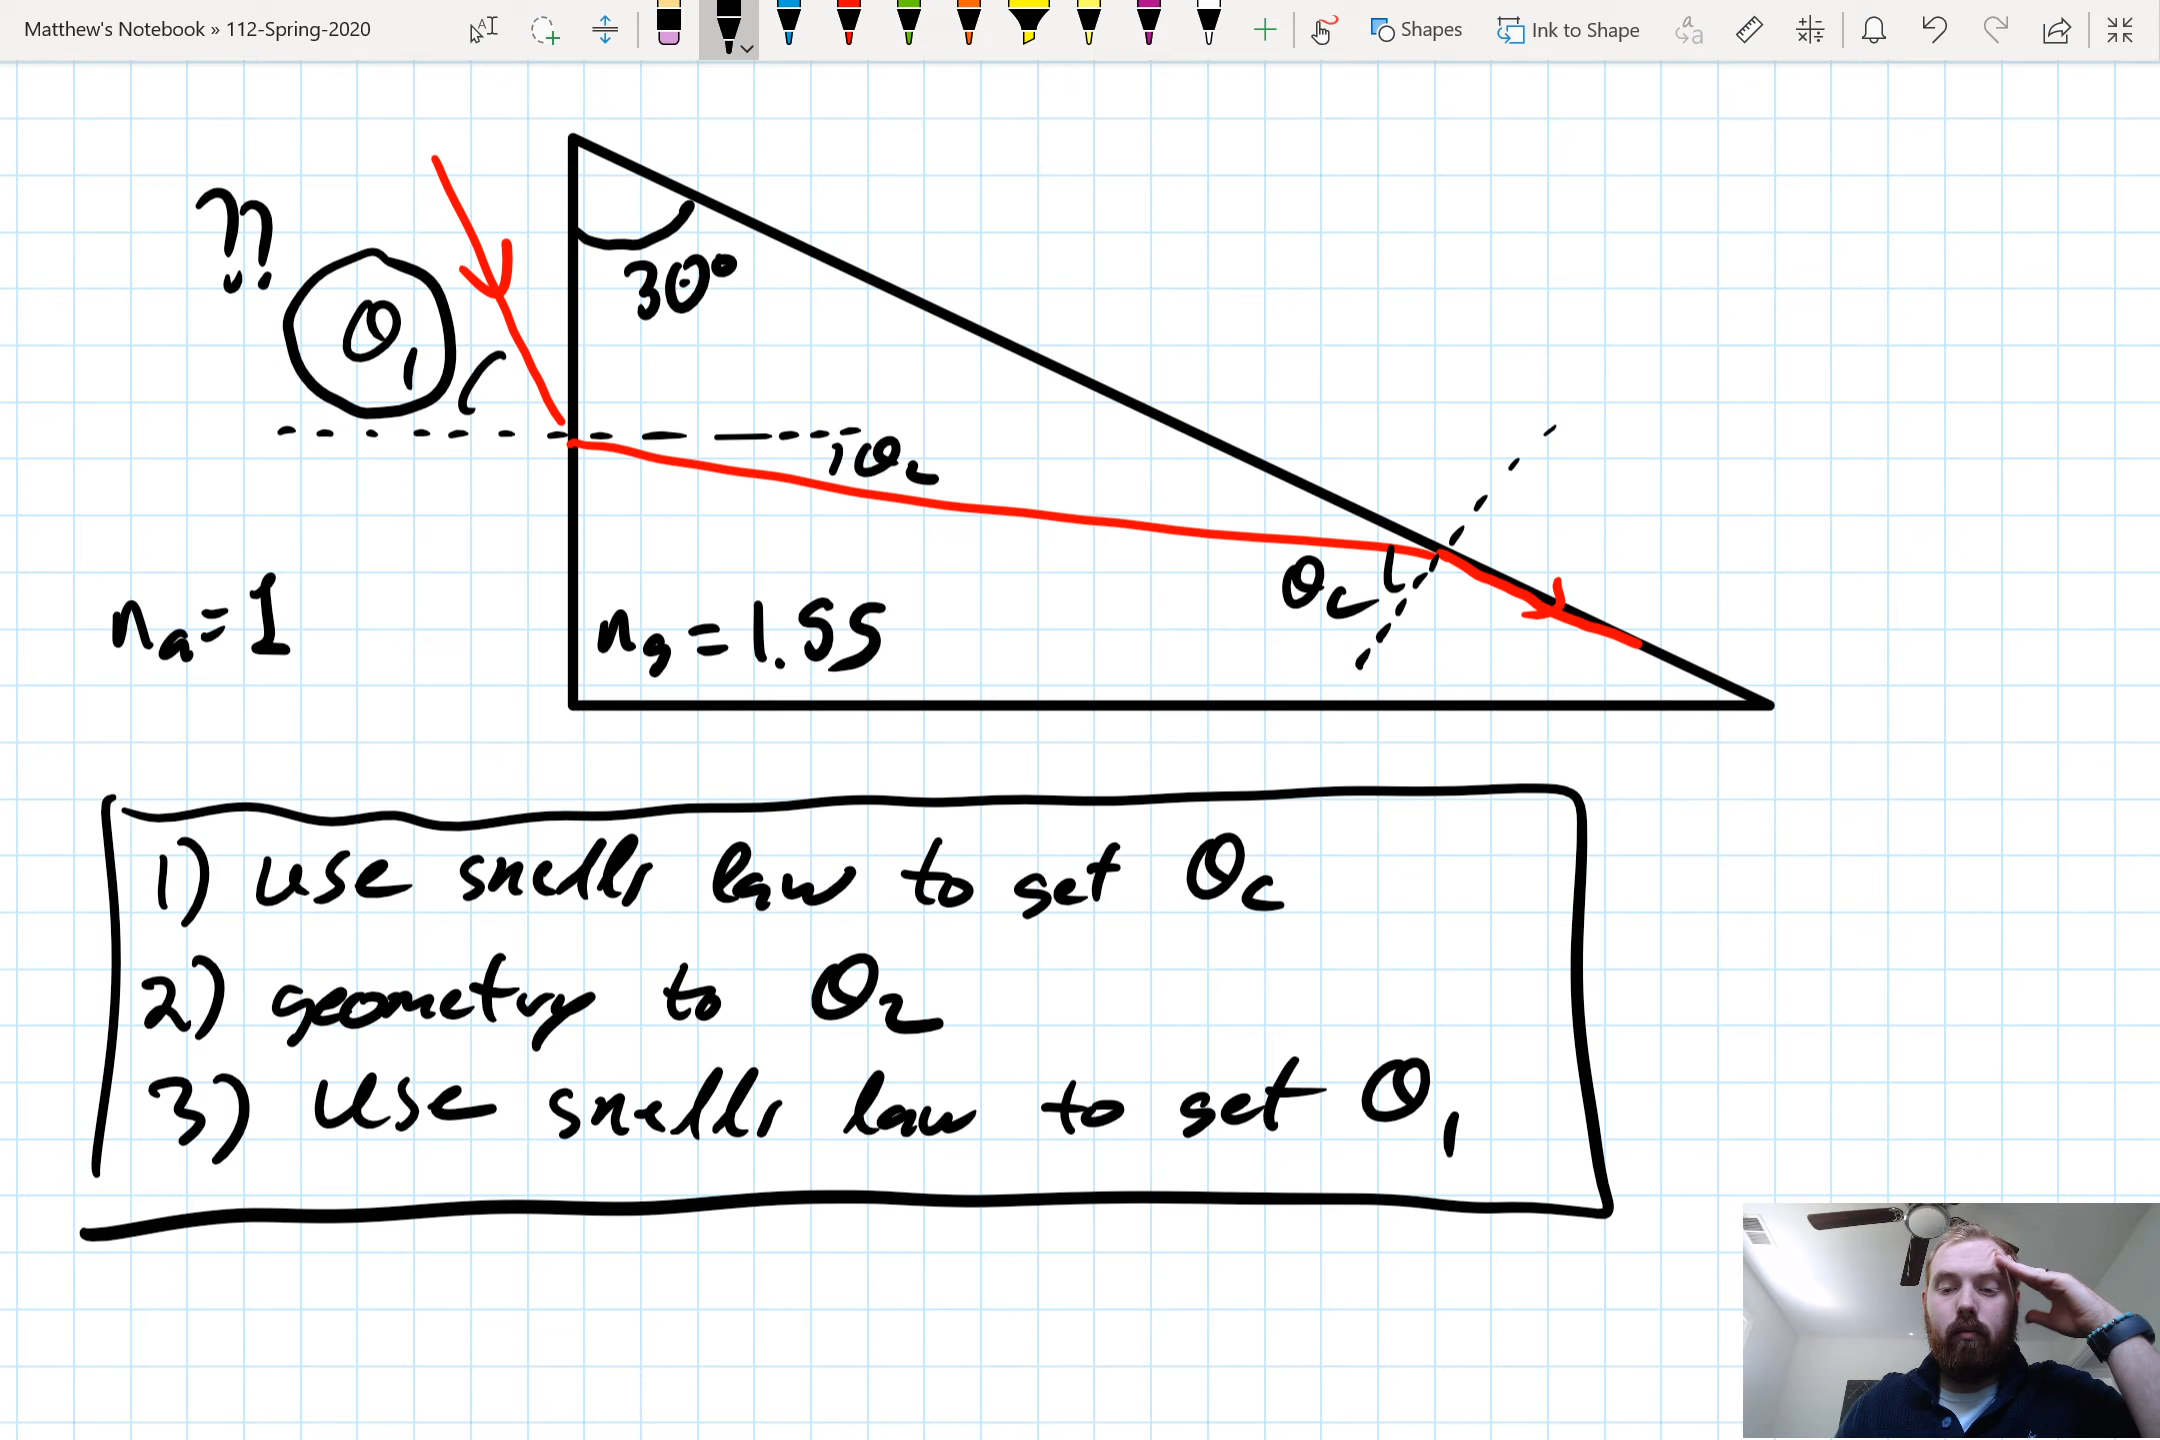 Matthew's Notebook » 112-Spring-2020
Shapes
Ink to Shape
??
θ₁
30°
θ₂
θc
nₐ = 1
n₉ = 1.55
1) use snells law to get θc
2) geometry to θ₂
3) Use snells law to get θ₁